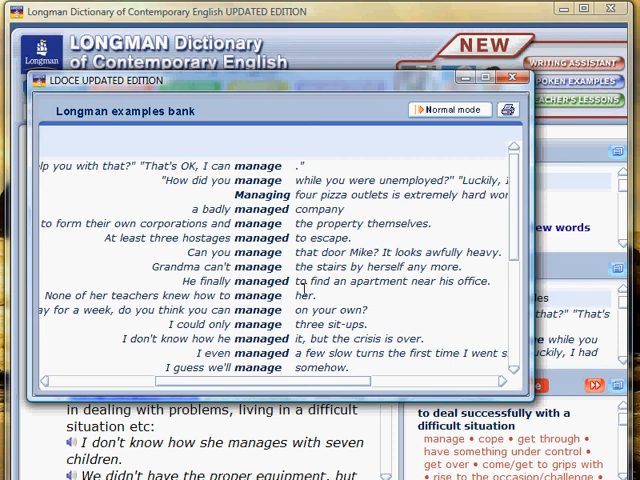 Longman Dictionary of Contemporary English UPDATED EDITION
LONGMAN Dictionary
of Contemporary English
Longman
NEW
WRITING ASSISTANT
SPOKEN EXAMPLES
TEACHER'S LESSONS
LDOCE UPDATED EDITION
Longman examples bank
Normal mode
lp you with that?" "That's OK, I can manage ."
"How did you manage while you were unemployed?" "Luckily, I
Managing four pizza outlets is extremely hard wor
a badly managed company
to form their own corporations and manage the property themselves.
At least three hostages managed to escape.
Can you manage that door Mike? It looks awfully heavy.
Grandma can't manage the stairs by herself any more.
He finally managed to find an apartment near his office.
None of her teachers knew how to manage her.
ay for a week, do you think you can manage on your own?
I could only manage three sit-ups.
I don't know how he managed it, but the crisis is over.
I even managed a few slow turns the first time I went s
I guess we'll manage somehow.
ew words
les
"That's
e while you
uckily, I had
e
in dealing with problems, living in a difficult
situation etc:
I don't know how she manages with seven
children.
We didn't have the proper equipment, but
to deal successfully with a
difficult situation
manage • cope • get through •
have something under control •
get over • come/get to grips with
• rise to the occasion/challenge •